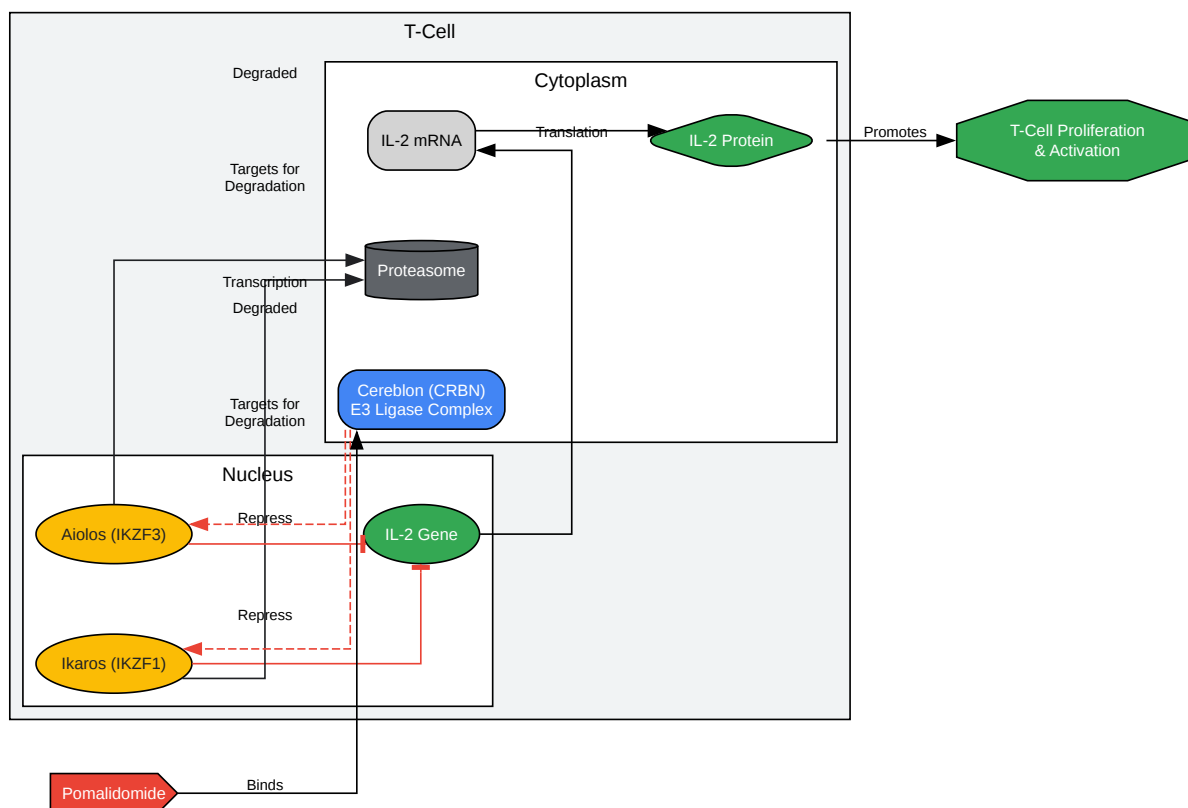 T-Cell
Degraded
Cytoplasm
IL-2 mRNA
Translation
IL-2 Protein
Promotes
T-Cell Proliferation
& Activation
Targets for
Degradation
Proteasome
Transcription
Degraded
Cereblon (CRBN)
E3 Ligase Complex
Targets for
Degradation
Nucleus
Aiolos (IKZF3)
Repress
IL-2 Gene
Repress
Ikaros (IKZF1)
Pomalidomide
Binds